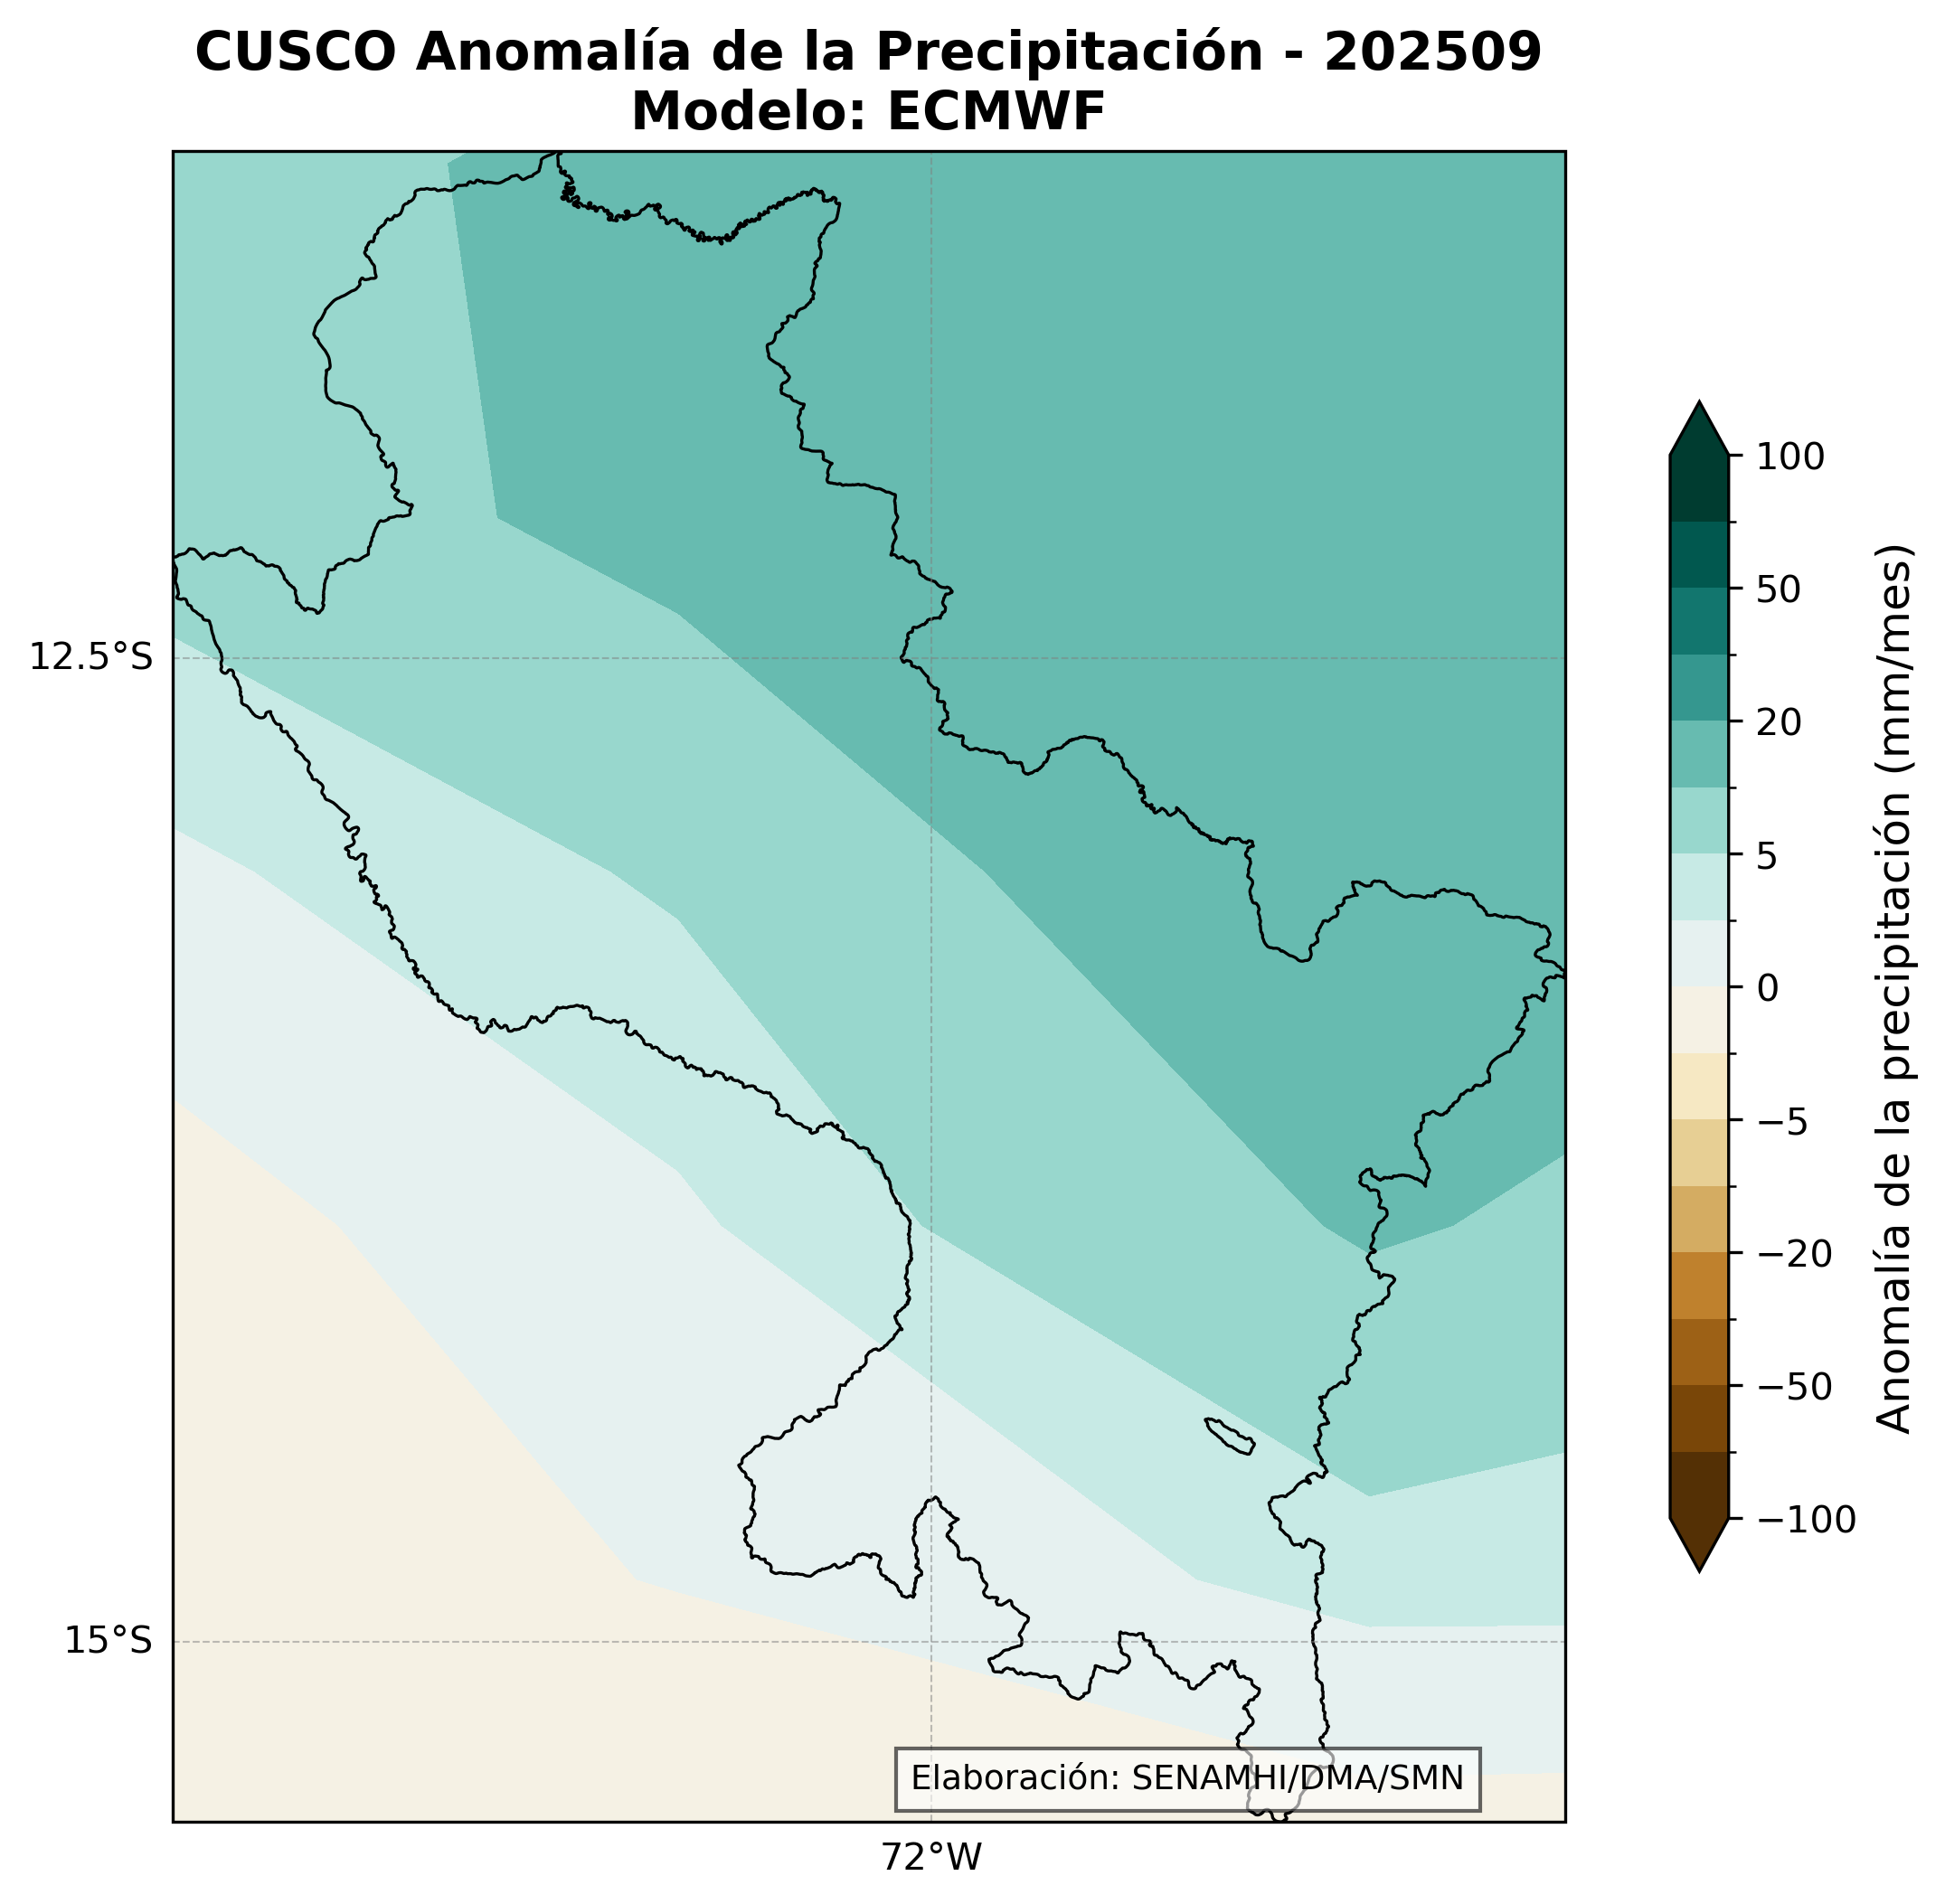 CUSCO Anomalía de la Precipitación - 202509
Modelo: ECMWF
12.5°S
15°S
72°W
Elaboración: SENAMHI/DMA/SMN
100
50
20
5
0
−5
−20
−50
−100
Anomalía de la precipitación (mm/mes)